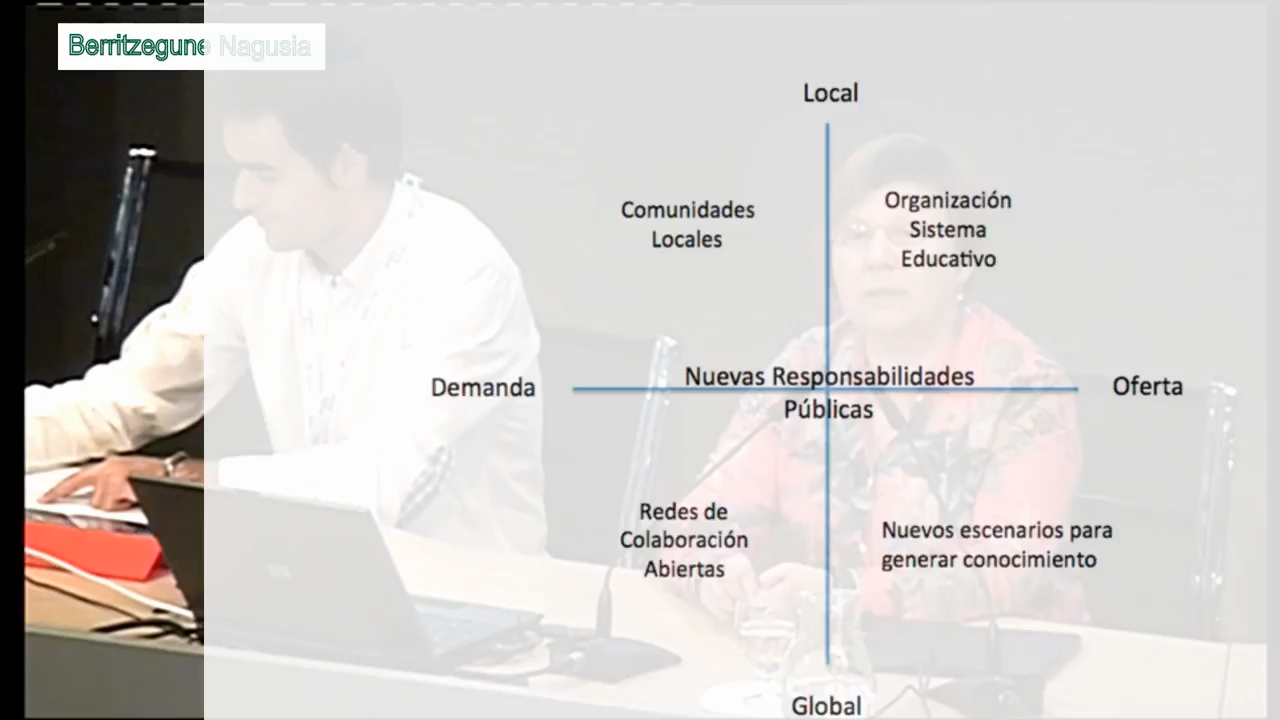 Berritzegune Nagusia
Local
Comunidades
Locales
Organización
Sistema
Educativo
Demanda
Nuevas Responsabilidades
Públicas
Oferta
Redes de
Colaboración
Abiertas
Nuevos escenarios para
generar conocimiento
Global